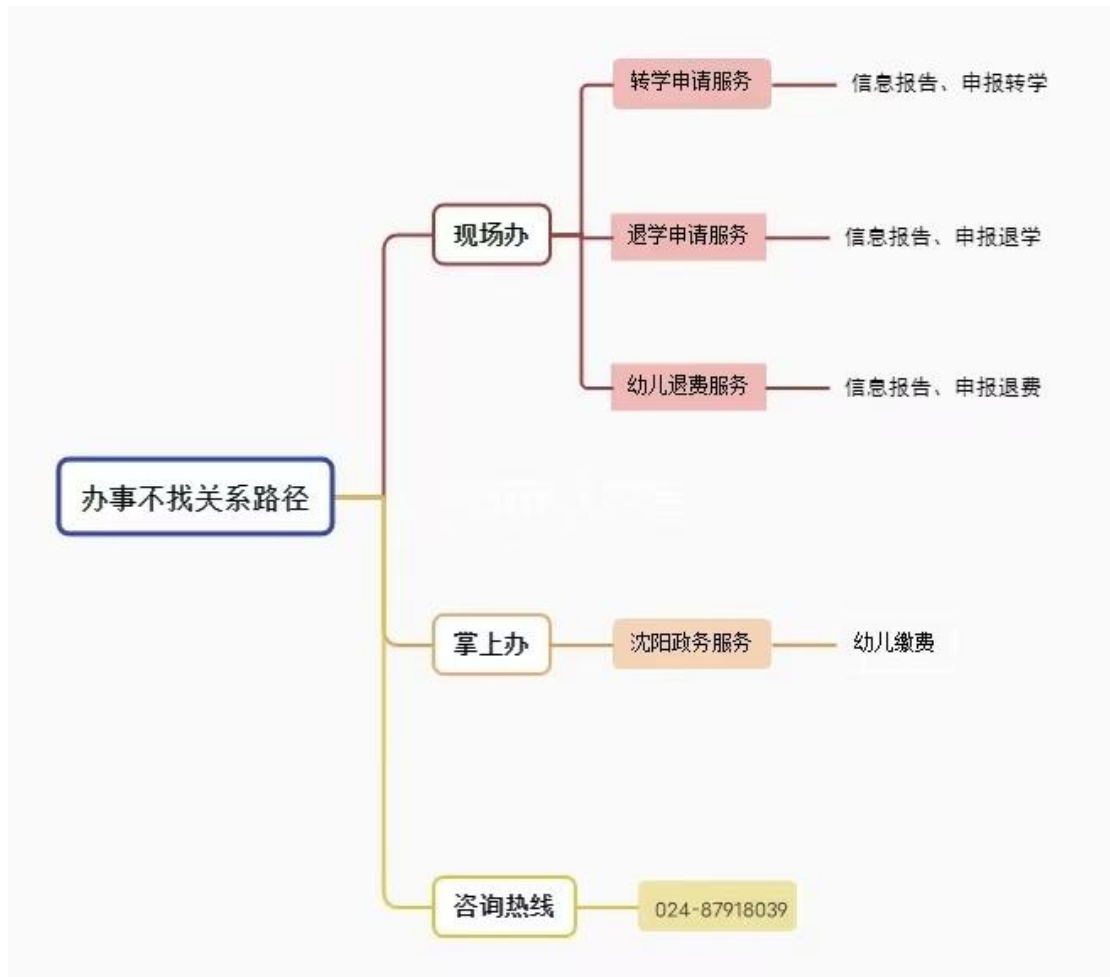 转学申请服务 信息报告、申报转学
现场办
退学申请服务 信息报告、申报退学
幼儿退费服务 信息报告、申报退费
办事不找关系路径
掌上办 沈阳政务服务 幼儿缴费
咨询热线 024-87918039